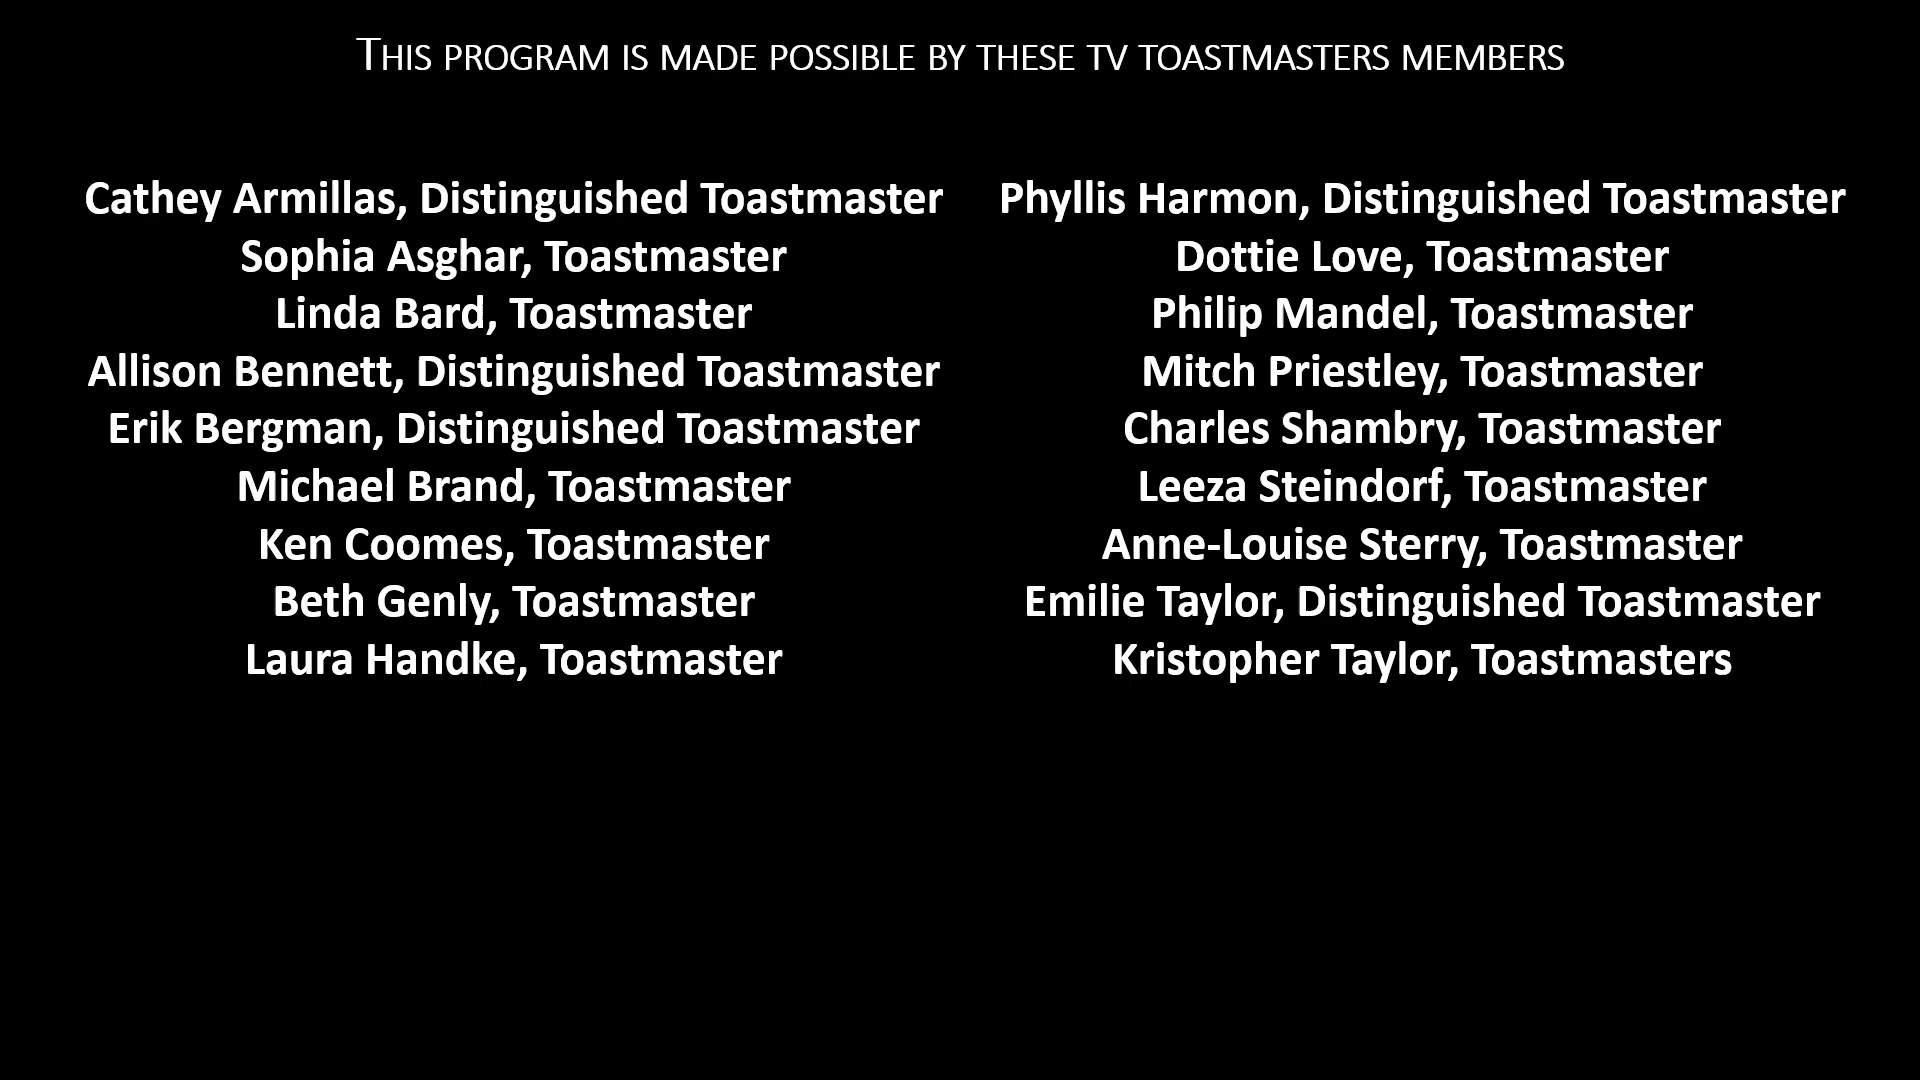 THIS PROGRAM IS MADE POSSIBLE BY THESE TV TOASTMASTERS MEMBERS
Cathey Armillas, Distinguished Toastmaster
Sophia Asghar, Toastmaster
Linda Bard, Toastmaster
Allison Bennett, Distinguished Toastmaster
Erik Bergman, Distinguished Toastmaster
Michael Brand, Toastmaster
Ken Coomes, Toastmaster
Beth Genly, Toastmaster
Laura Handke, Toastmaster
Phyllis Harmon, Distinguished Toastmaster
Dottie Love, Toastmaster
Philip Mandel, Toastmaster
Mitch Priestley, Toastmaster
Charles Shambry, Toastmaster
Leeza Steindorf, Toastmaster
Anne-Louise Sterry, Toastmaster
Emilie Taylor, Distinguished Toastmaster
Kristopher Taylor, Toastmasters